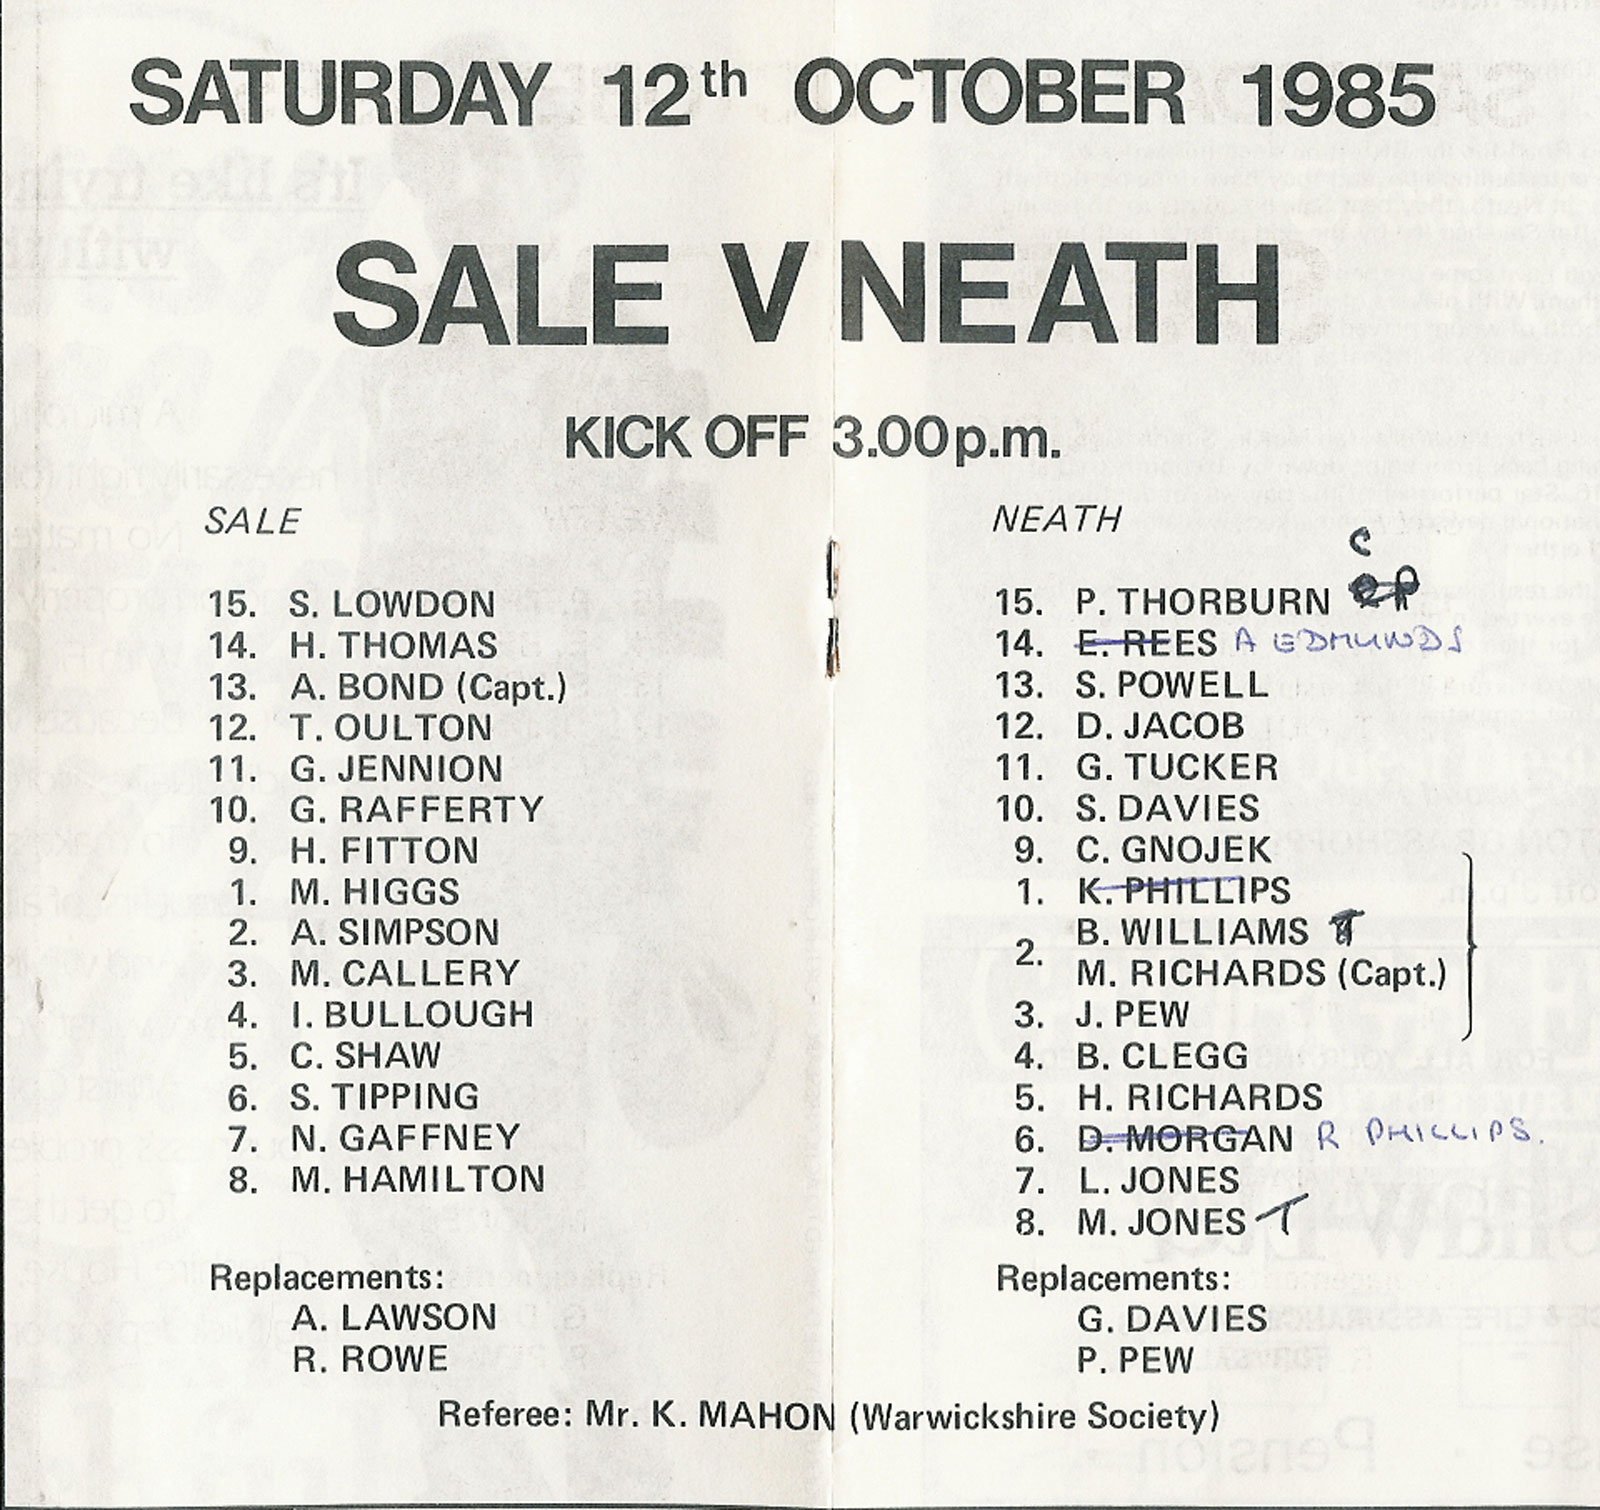 SATURDAY 12th OCTOBER 1985
SALE V NEATH
KICK OFF 3.00p.m.
SALE
15. S. LOWDON
14. H. THOMAS
13. A. BOND (Capt.)
12. T. OULTON
11. G. JENNION
10. G. RAFFERTY
9. H. FITTON
1. M. HIGGS
2. A. SIMPSON
3. M. CALLERY
4. I. BULLOUGH
5. C. SHAW
6. S. TIPPING
7. N. GAFFNEY
8. M. HAMILTON
Replacements:
A. LAWSON
R. ROWE
NEATH
C
15. P. THORBURN
14. E. REES A EDMUNDS
13. S. POWELL
12. D. JACOB
11. G. TUCKER
10. S. DAVIES
9. C. GNOJEK
1. K. PHILLIPS
B. WILLIAMS T
2.
M. RICHARDS (Capt.)
3. J. PEW
4. B. CLEGG
5. H. RICHARDS
6. D. MORGAN R PHILLIPS.
7. L. JONES
8. M. JONES T
Replacements:
G. DAVIES
P. PEW
Referee: Mr. K. MAHON (Warwickshire Society)